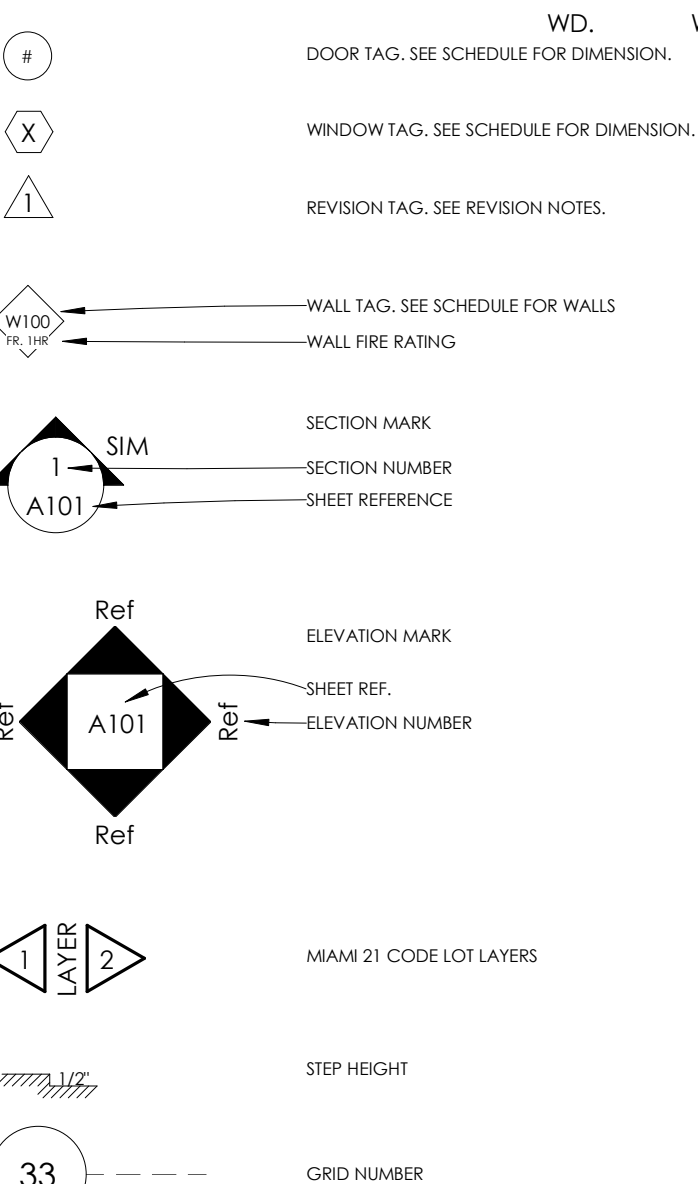 WD.
# DOOR TAG. SEE SCHEDULE FOR DIMENSION.
X WINDOW TAG. SEE SCHEDULE FOR DIMENSION.
1 REVISION TAG. SEE REVISION NOTES.
W100 WALL TAG. SEE SCHEDULE FOR WALLS
FR. 1HR WALL FIRE RATING
SECTION MARK
SIM
1 SECTION NUMBER
A101 SHEET REFERENCE
Ref
ELEVATION MARK
SHEET REF.
Ref A101 Ref ELEVATION NUMBER
Ref
1 LAYER 2 MIAMI 21 CODE LOT LAYERS
1/2" STEP HEIGHT
33 GRID NUMBER